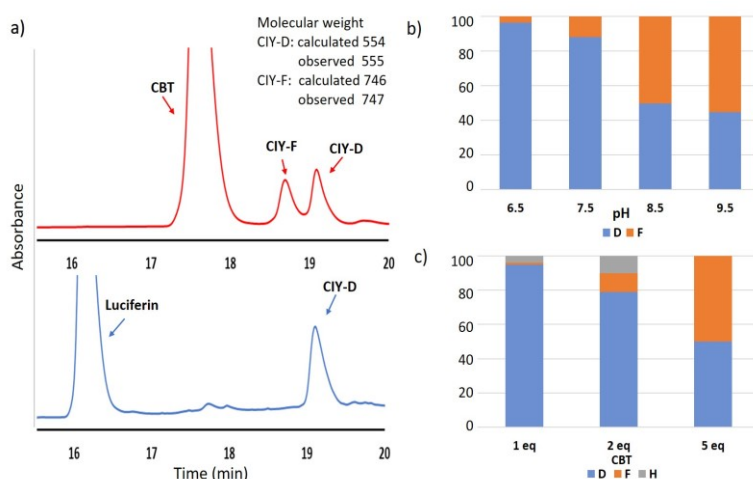 a)
Molecular weight
CIY-D: calculated 554
observed 555
CIY-F: calculated 746
observed 747
CBT
CIY-F
CIY-D
16 17 18 19 20
Absorbance
Luciferin
CIY-D
16 17 18 19 20
Time (min)
b)
100
80
60
40
20
0
6.5 7.5 8.5 9.5
pH
D F
c)
100
80
60
40
20
0
1 eq 2 eq 5 eq
CBT
D F H